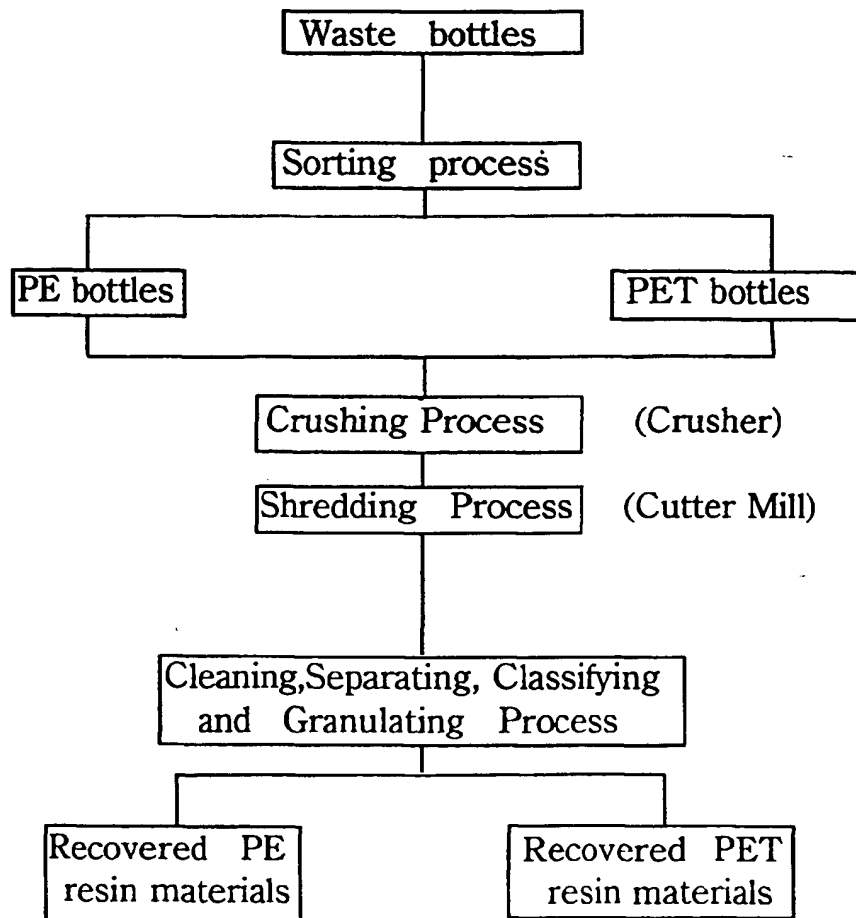 Waste bottles
Sorting process
PE bottles
PET bottles
Crushing Process (Crusher)
Shredding Process (Cutter Mill)
Cleaning,Separating, Classifying
and Granulating Process
Recovered PE
resin materials
Recovered PET
resin materials